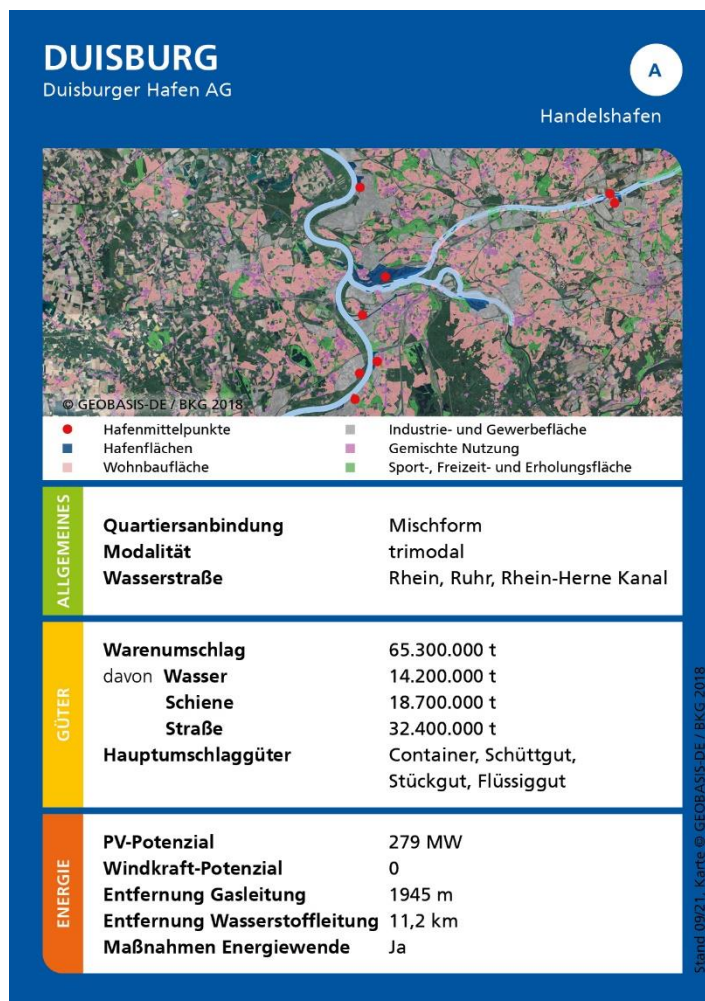 DUISBURG
Duisburger Hafen AG
A
Handelshafen
© GEOBASIS-DE / BKG 2018
Hafenmittelpunkte
Industrie- und Gewerbefläche
Hafenflächen
Gemischte Nutzung
Wohnbaufläche
Sport-, Freizeit- und Erholungsfläche
ALLGEMEINES
Quartiersanbindung Mischform
Modalität trimodal
Wasserstraße Rhein, Ruhr, Rhein-Herne Kanal
GÜTER
Warenumschlag 65.300.000 t
davon Wasser 14.200.000 t
Schiene 18.700.000 t
Straße 32.400.000 t
Hauptumschlaggüter Container, Schüttgut,
Stückgut, Flüssiggut
ENERGIE
PV-Potenzial 279 MW
Windkraft-Potenzial 0
Entfernung Gasleitung 1945 m
Entfernung Wasserstoffleitung 11,2 km
Maßnahmen Energiewende Ja
Stand 09/21. Karte © GEOBASIS-DE / BKG 2018